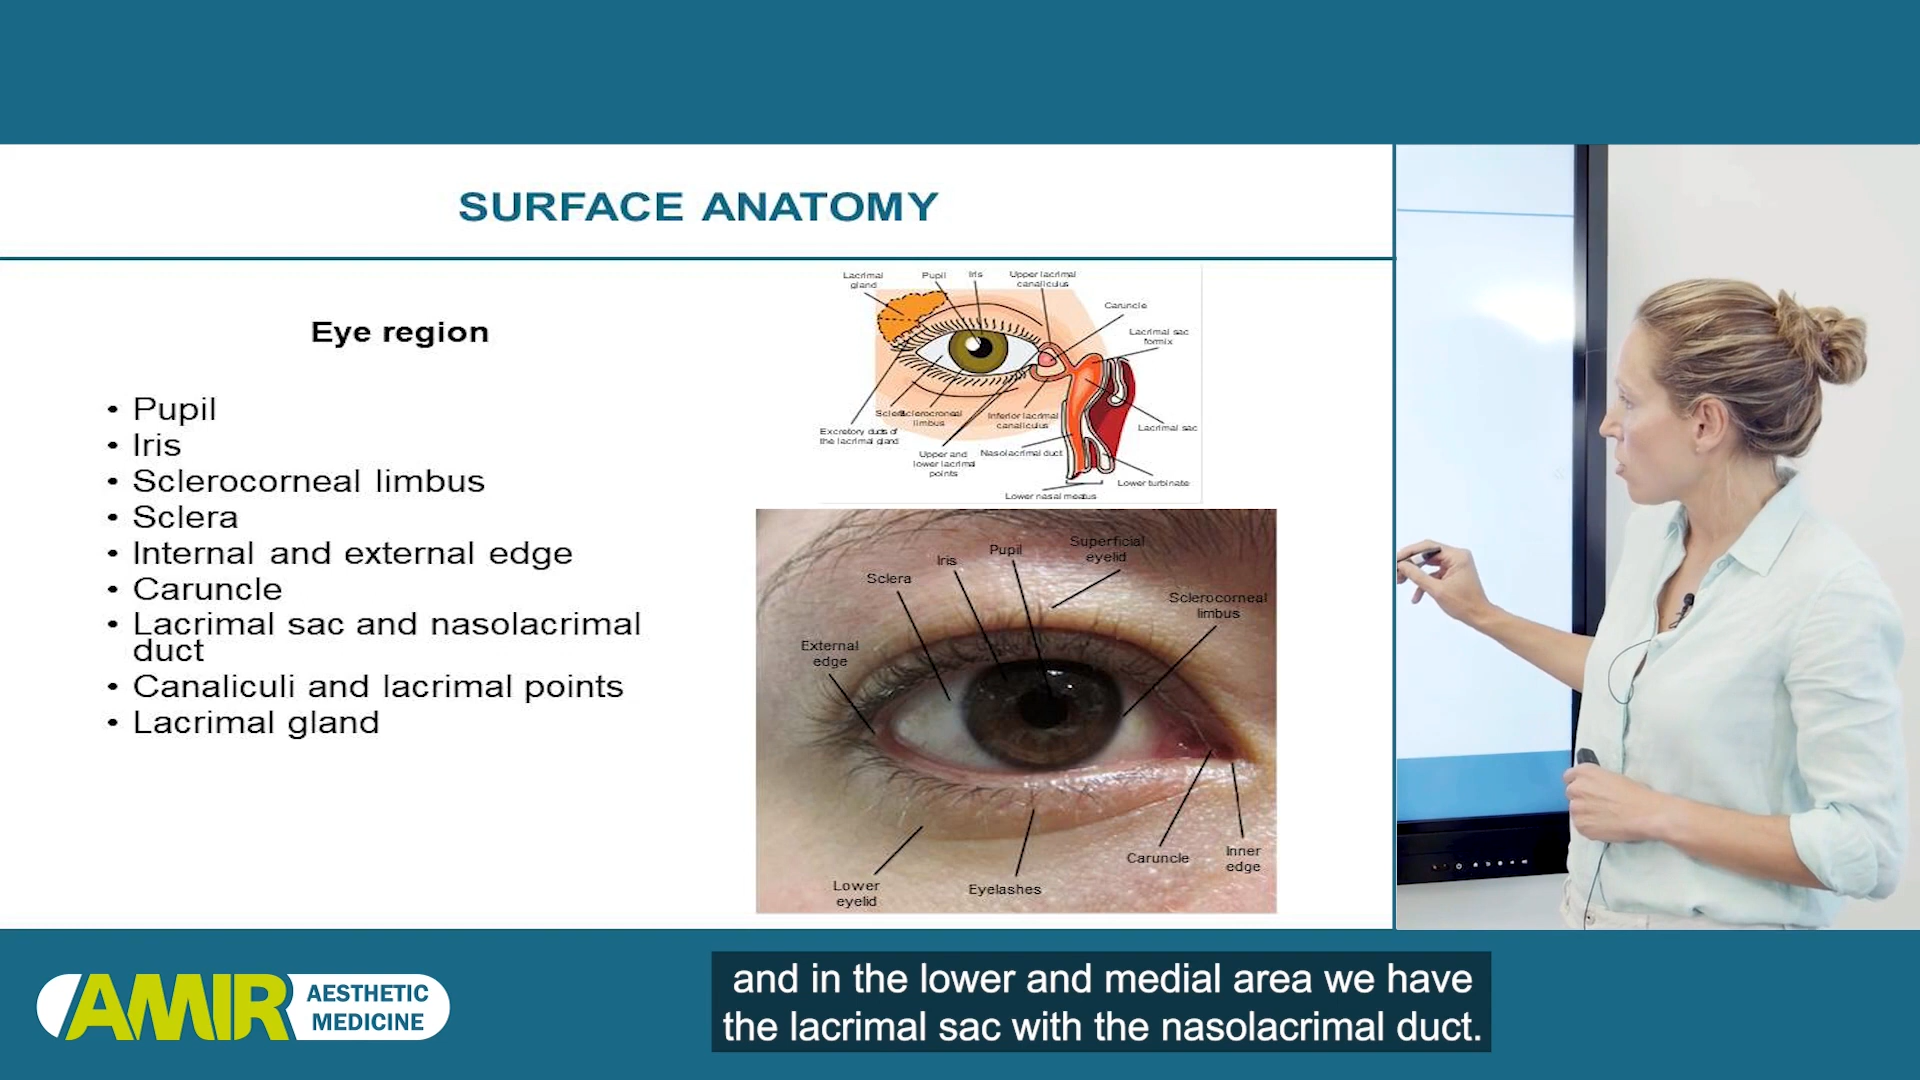 SURFACE ANATOMY
Eye region
• Pupil
• Iris
• Sclerocorneal limbus
• Sclera
• Internal and external edge
• Caruncle
• Lacrimal sac and nasolacrimal
duct
• Canaliculi and lacrimal points
• Lacrimal gland
Lacrimal
gland
Pupil
Iris
Upper lacrimal
canaliculus
Caruncle
Lacrimal sac
fornix
Sclera
Sclerocroneal
limbus
Inferior lacrimal
canaliculus
Excretory ducts of
the lacrimal gland
Lacrimal sac
Upper and
lower lacrimal
points
Nasolacrimal duct
Lower turbinate
Lower nasal meatus
Superficial
eyelid
Pupil
Iris
Sclera
Sclerocorneal
limbus
External
edge
Caruncle
Inner
edge
Lower
eyelid
Eyelashes
AMIR
AESTHETIC
MEDICINE
and in the lower and medial area we have
the lacrimal sac with the nasolacrimal duct.